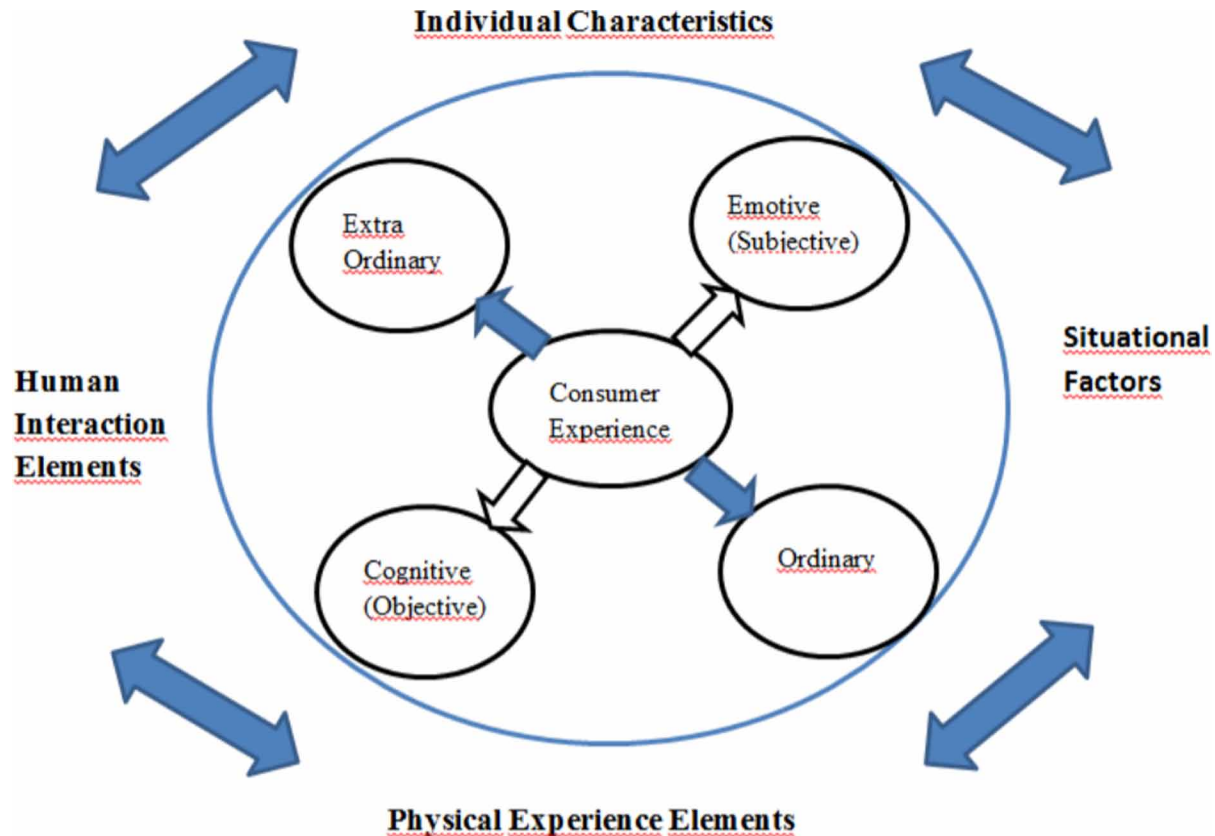 Individual Characteristics
Extra
Ordinary
Emotive
(Subjective)
Situational
Factors
Human
Interaction
Elements
Consumer
Experience
Cognitive
(Objective)
Ordinary
Physical Experience Elements